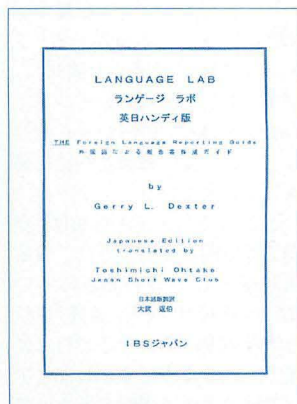 LANGUAGE LAB
ランゲージ ラボ
英日ハンディ版
THE Foreign Language Reporting Guide
外国語による報告書作成ガイド
by
Gerry L. Dexter
Japanese Edition
translated by
Toshimichi Ohtake
Japan Short Wave Club
日本語版翻訳
大武 逞伯
IBSジャパン